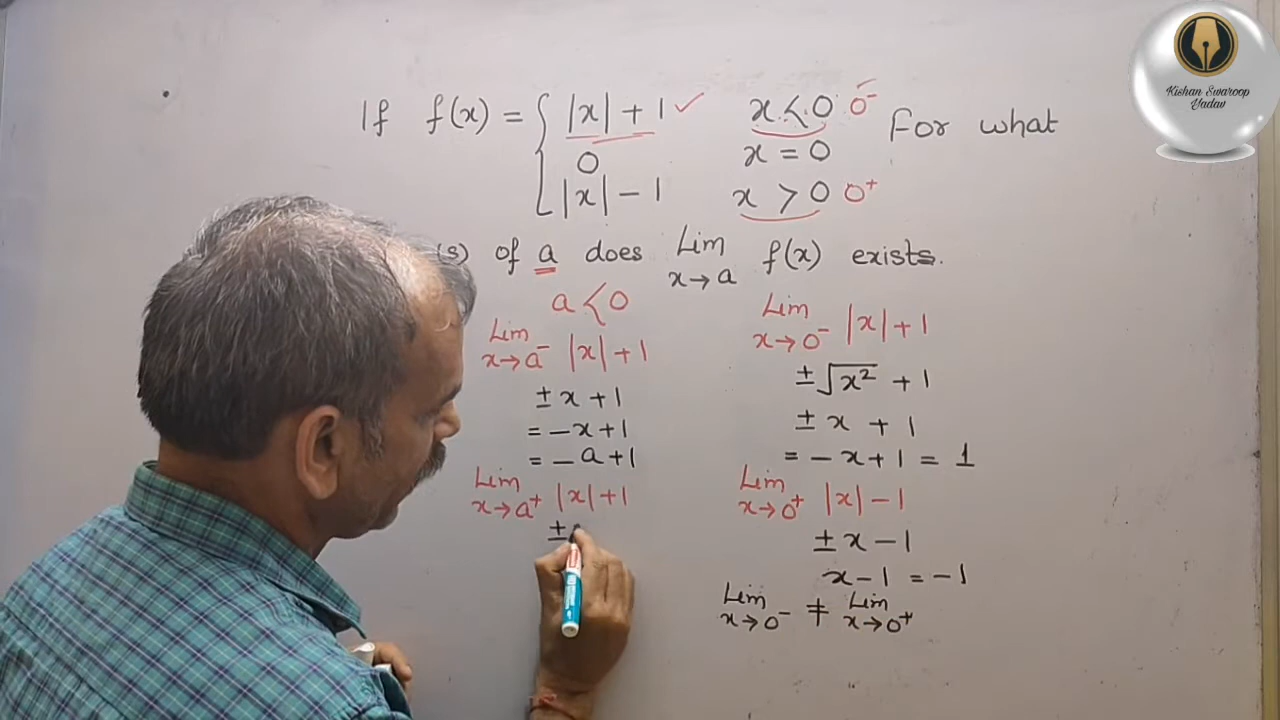 Kishan Swaroop
Yadav
If f(x) = { |x| + 1 ✓ x < 0 0⁻ For what
0 x = 0
|x| − 1 x > 0 0⁺
(s) of a does Lim x→a f(x) exists.
a < 0
Lim x→a⁻ |x| + 1
± x + 1
= − x + 1
= − a + 1
Lim x→a⁺ |x| + 1
±
Lim x→0⁻ |x| + 1
± √x² + 1
± x + 1
= − x + 1 = 1
Lim x→0⁺ |x| − 1
± x − 1
x − 1 = − 1
Lim x→0⁻ ≠ Lim x→0⁺